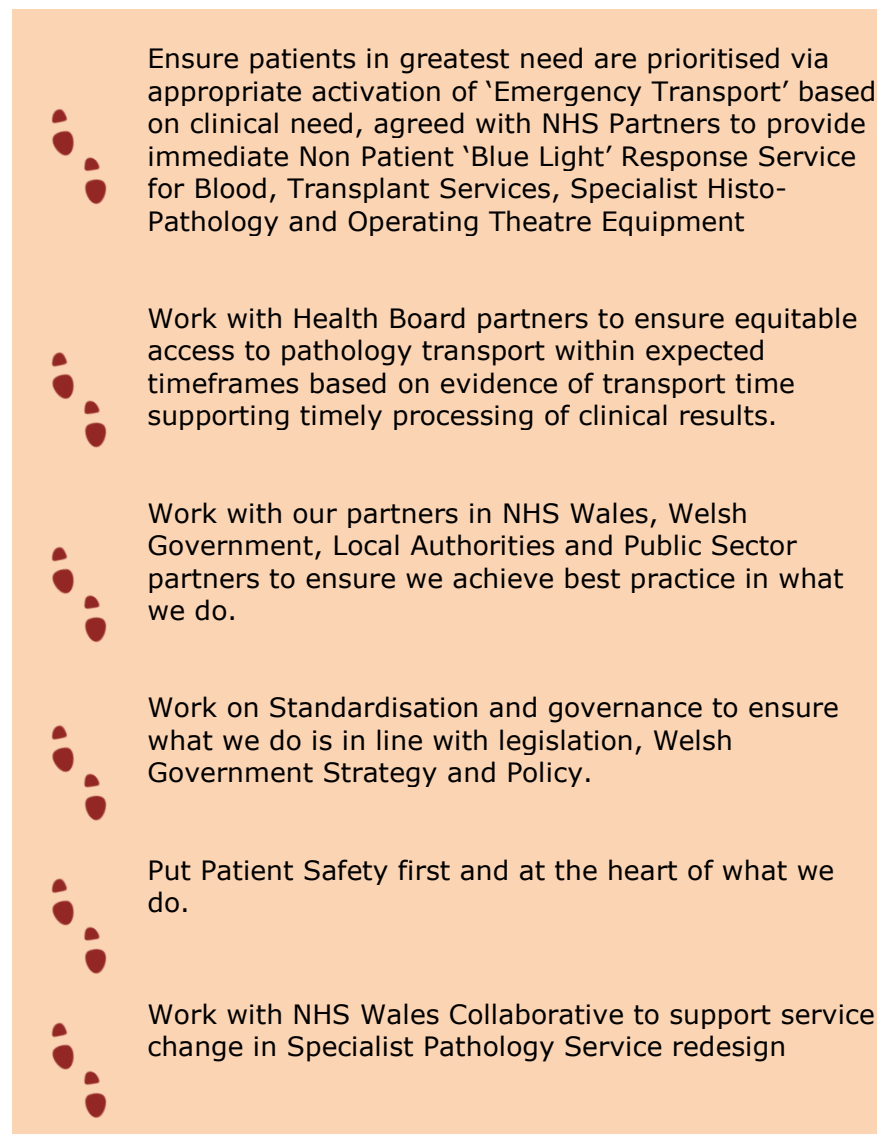 Ensure patients in greatest need are prioritised via
appropriate activation of ‘Emergency Transport’ based
on clinical need, agreed with NHS Partners to provide
immediate Non Patient ‘Blue Light’ Response Service
for Blood, Transplant Services, Specialist Histo-
Pathology and Operating Theatre Equipment
Work with Health Board partners to ensure equitable
access to pathology transport within expected
timeframes based on evidence of transport time
supporting timely processing of clinical results.
Work with our partners in NHS Wales, Welsh
Government, Local Authorities and Public Sector
partners to ensure we achieve best practice in what
we do.
Work on Standardisation and governance to ensure
what we do is in line with legislation, Welsh
Government Strategy and Policy.
Put Patient Safety first and at the heart of what we
do.
Work with NHS Wales Collaborative to support service
change in Specialist Pathology Service redesign